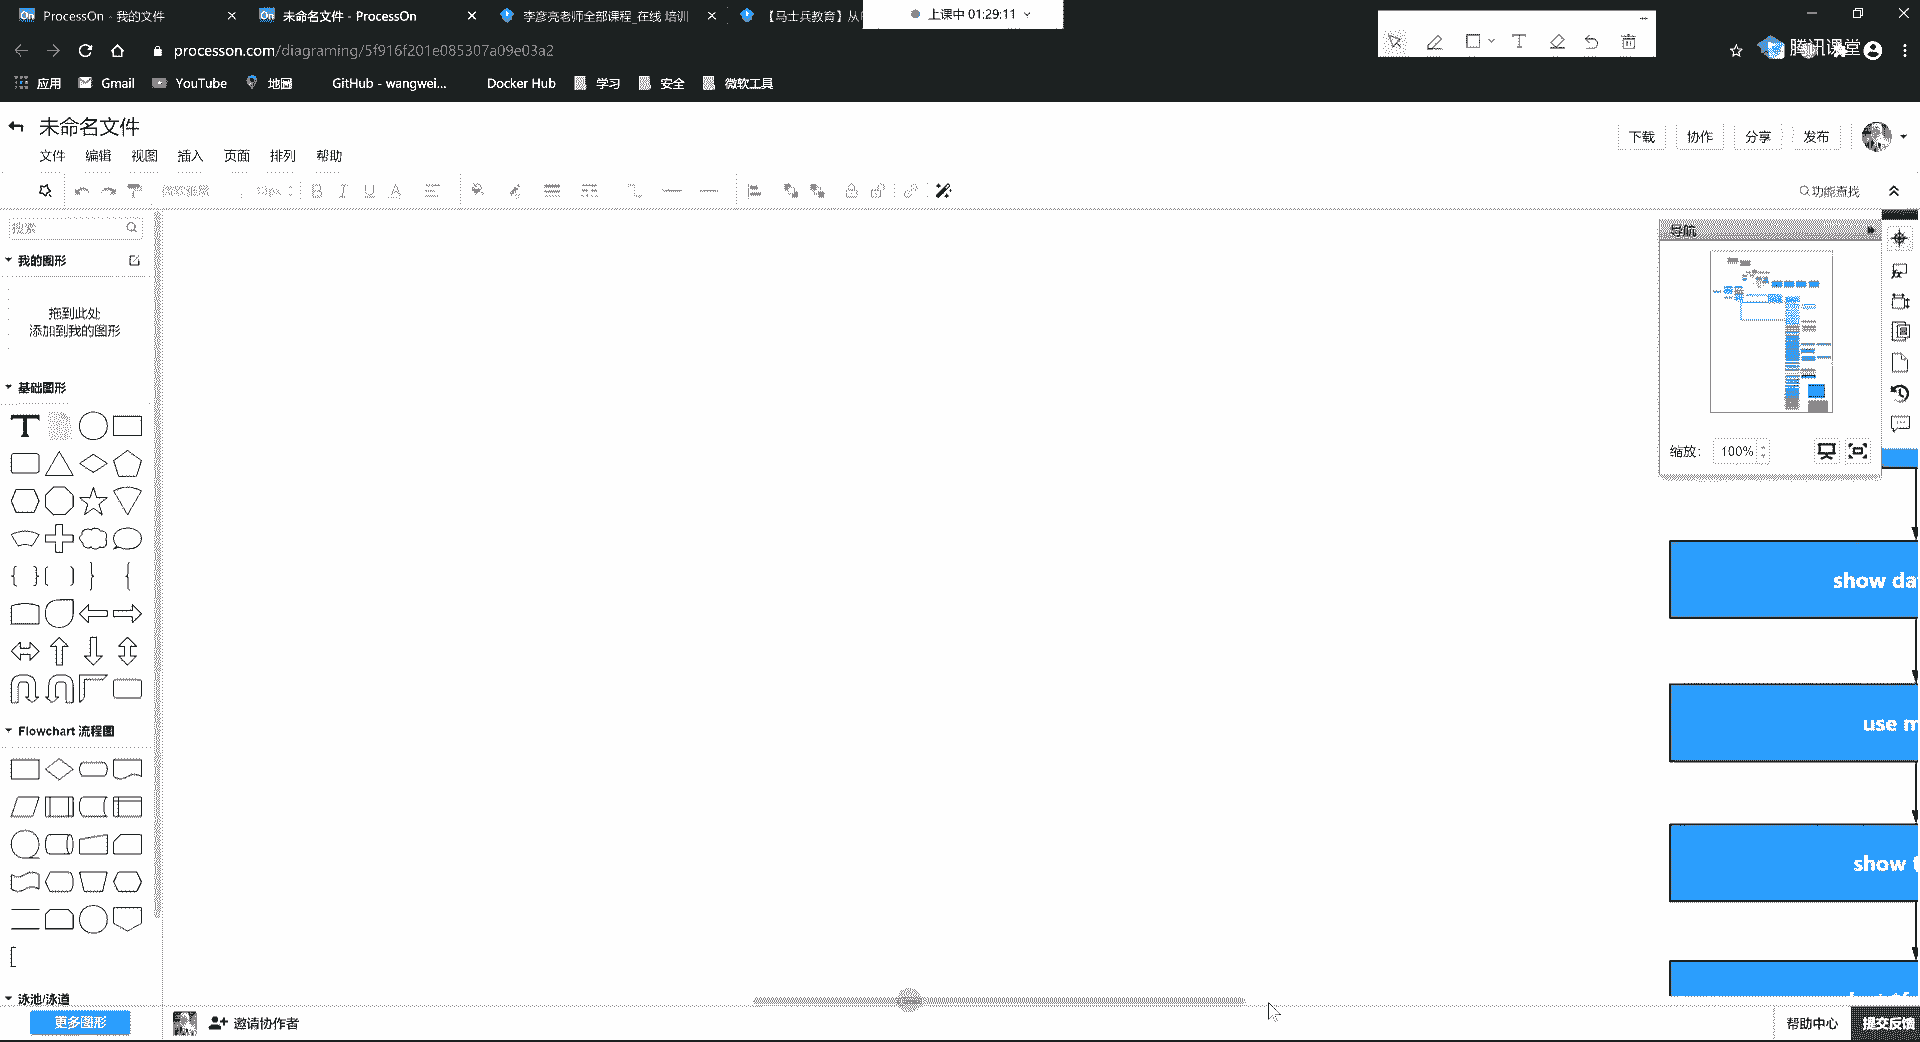 ProcessOn - 我的文件
未命名文件 - ProcessOn
李彦亮老师全部课程_在线 培训
【马士兵教育】从
上课中 01:29:11
processon.com/diagraming/5f916f201e085307a09e03a2
腾讯课堂
应用 Gmail YouTube 地图 GitHub - wangwei... Docker Hub 学习 安全 微软工具
未命名文件
下载 协作 分享 发布
文件 编辑 视图 插入 页面 排列 帮助
功能查找
搜索
导航
我的图形
拖到此处
添加到我的图形
基础图形
缩放: 100%
show da
use m
Flowchart 流程图
show
泳池/泳道
更多图形
邀请协作者
帮助中心
提交反馈